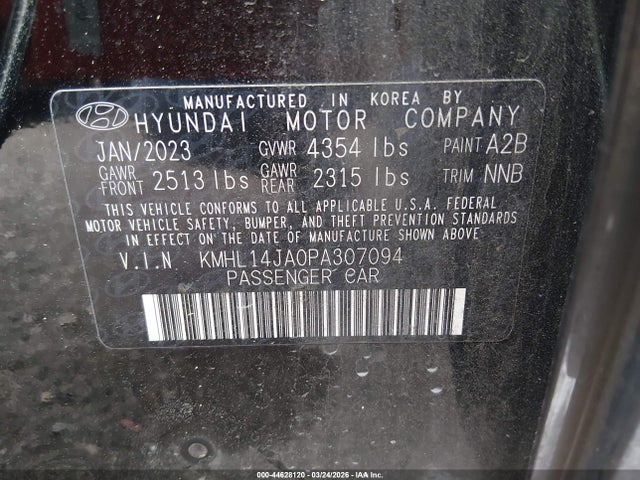 MANUFACTURED IN KOREA BY
HYUNDAI MOTOR COMPANY
JAN/2023 GVWR 4354 lbs PAINT A2B
GAWR FRONT 2513 lbs GAWR REAR 2315 lbs TRIM NNB
THIS VEHICLE CONFORMS TO ALL APPLICABLE U.S.A. FEDERAL
MOTOR VEHICLE SAFETY, BUMPER, AND THEFT PREVENTION STANDARDS
IN EFFECT ON THE DATE OF MANUFACTURE SHOWN ABOVE
V.I.N KMHL14JA0PA307094
PASSENGER CAR
000-44628120 - 03/24/2026 - IAAI.COM